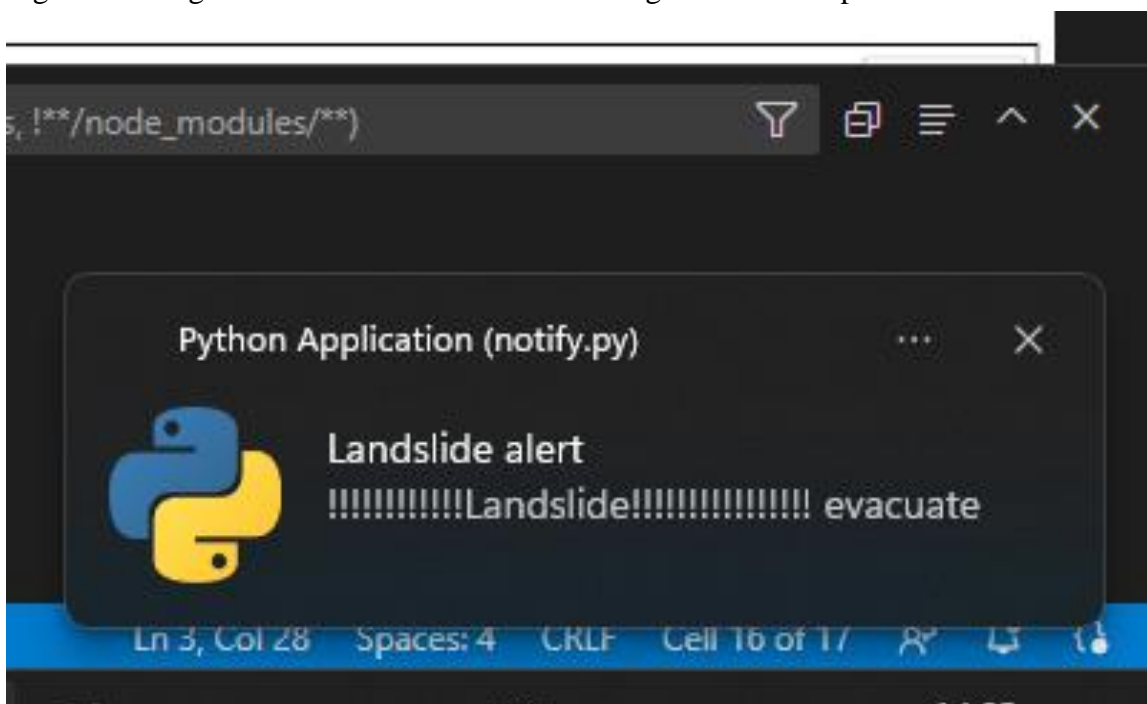 s, !**/node_modules/**)
Python Application (notify.py)
Landslide alert
!!!!!!!!!!!!!Landslide!!!!!!!!!!!!!!!!! evacuate
Ln 3, Col 28 Spaces: 4 CRLF Cell 16 of 17